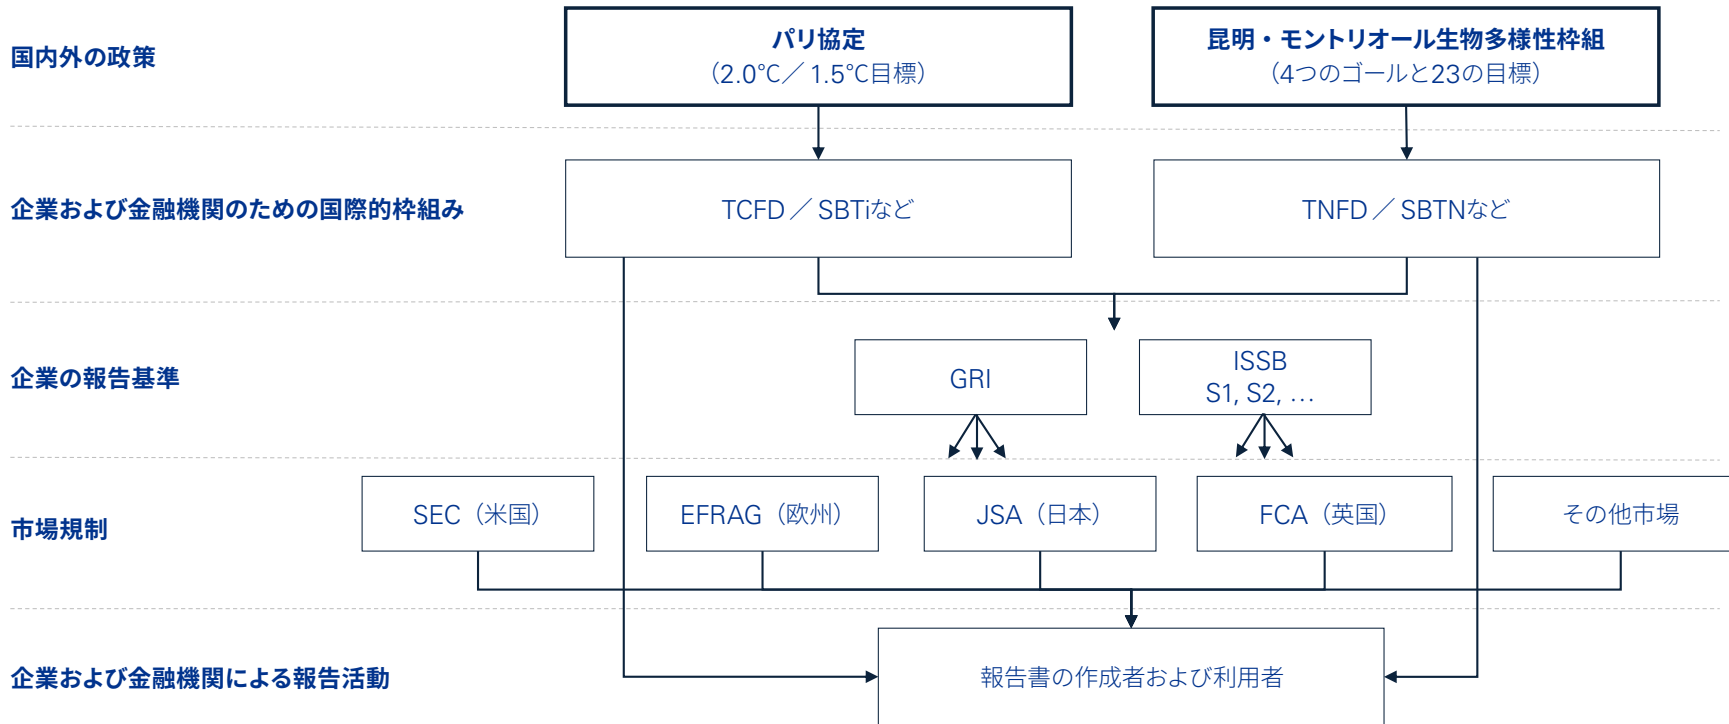 国内外の政策
パリ協定
（2.0℃／1.5℃目標）
昆明・モントリオール生物多様性枠組
（4つのゴールと23の目標）
企業および金融機関のための国際的枠組み
TCFD／SBTiなど
TNFD／SBTNなど
企業の報告基準
GRI
ISSB
S1, S2, …
市場規制
SEC（米国）
EFRAG（欧州）
JSA（日本）
FCA（英国）
その他市場
企業および金融機関による報告活動
報告書の作成者および利用者